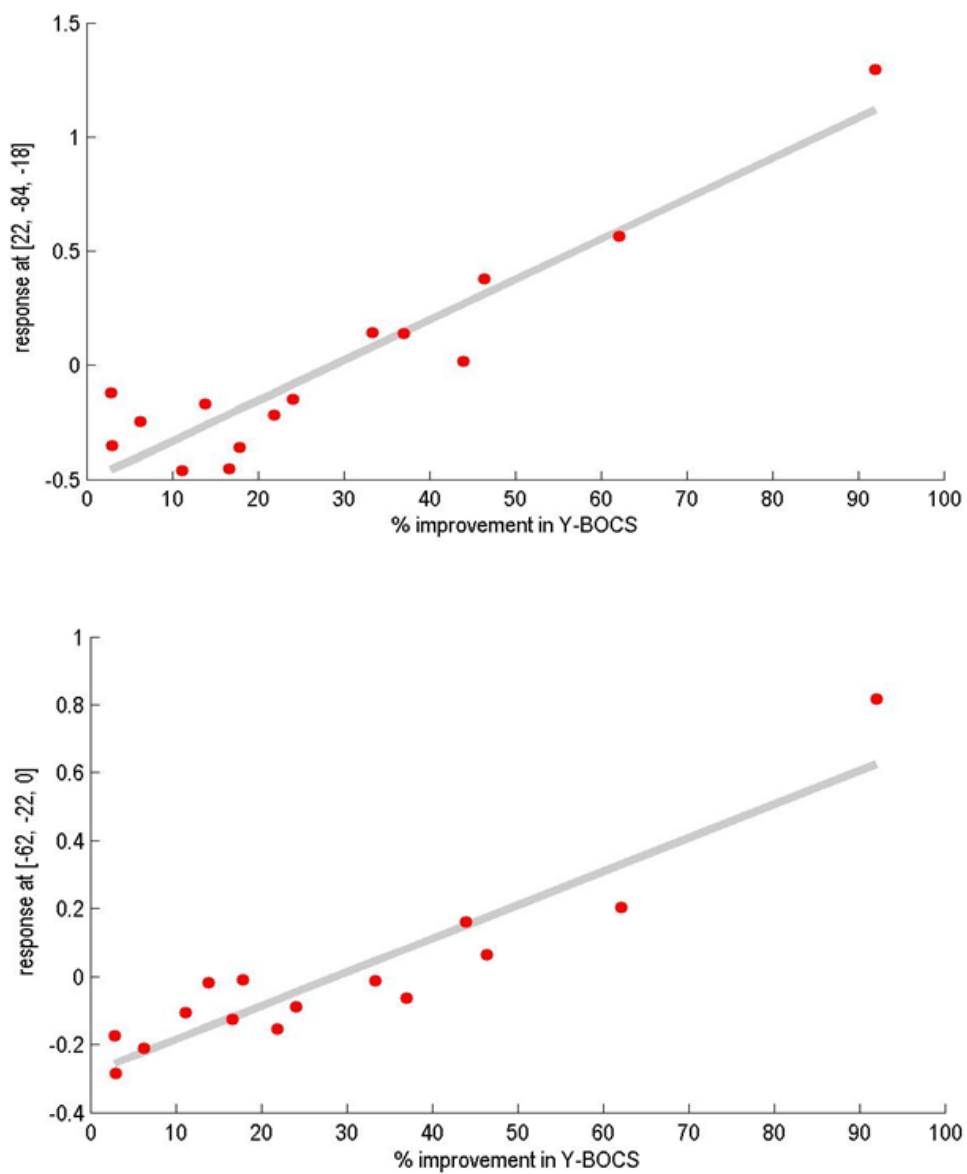 1.5
1
0.5
0
-0.5
response at [22, -84, -18]
0 10 20 30 40 50 60 70 80 90 100
% improvement in Y-BOCS
1
0.8
0.6
0.4
0.2
0
-0.2
-0.4
response at [-62, -22, 0]
0 10 20 30 40 50 60 70 80 90 100
% improvement in Y-BOCS